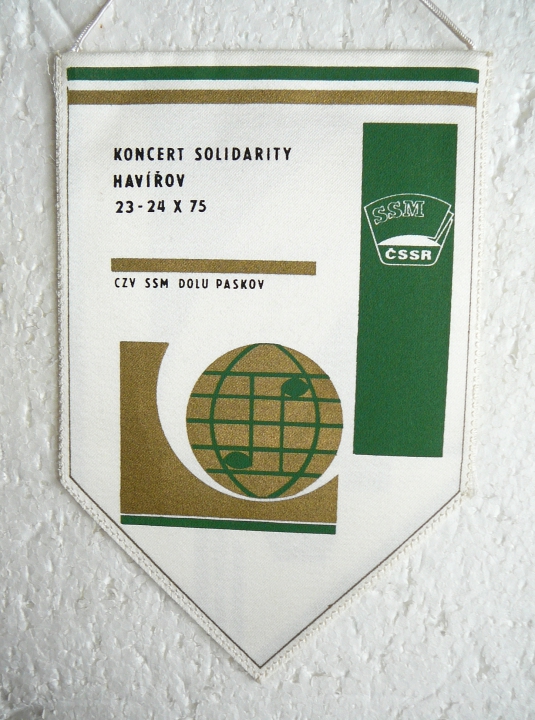 KONCERT SOLIDARITY
HAVÍŘOV
23-24 X 75
SSM
ČSSR
CZV SSM DOLU PASKOV